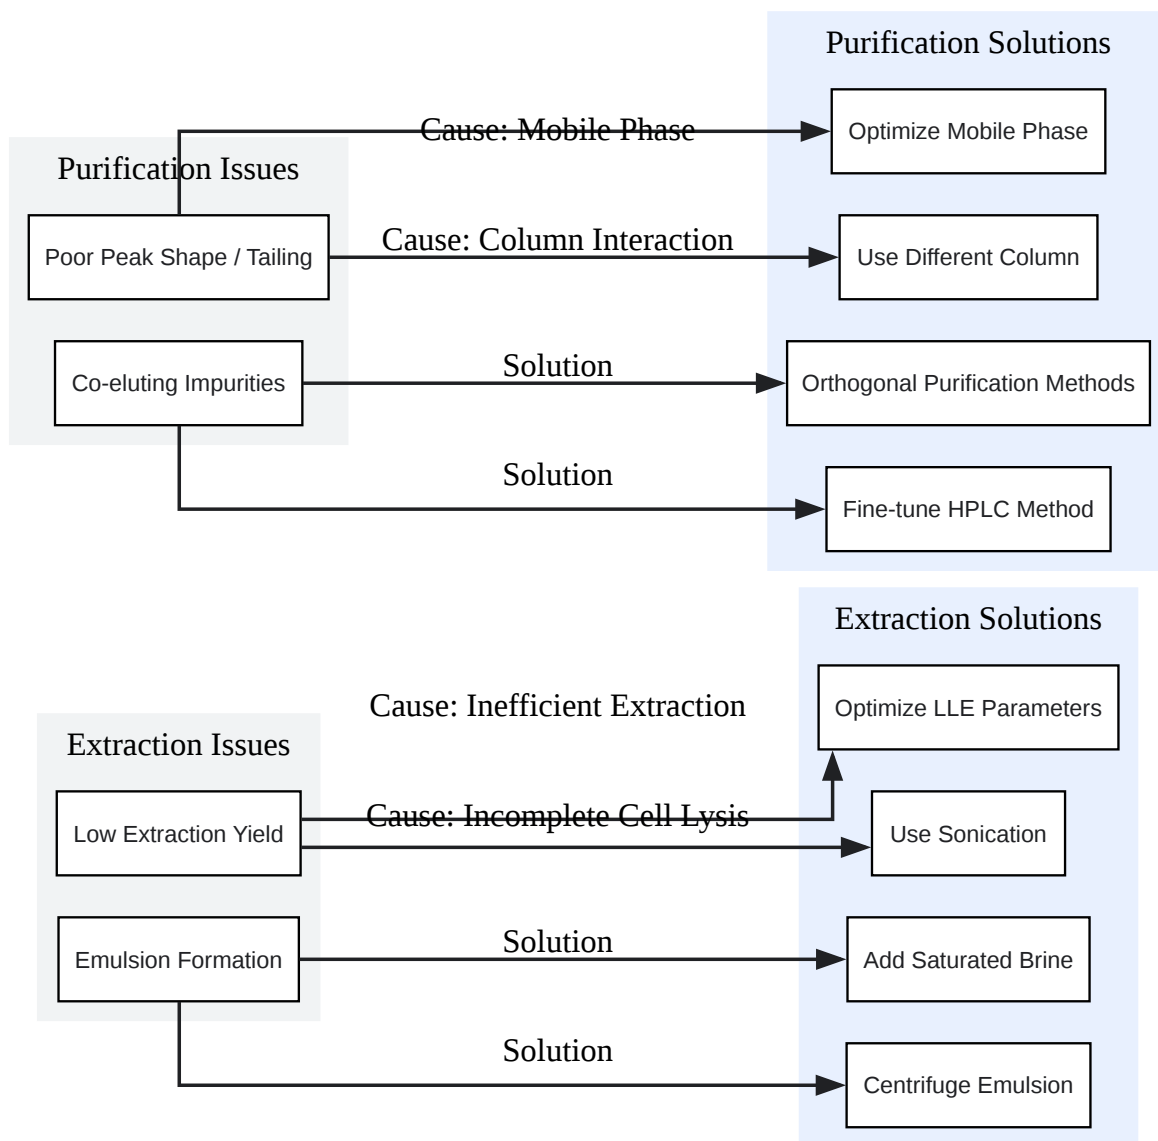 Purification Solutions
Cause: Mobile Phase
Optimize Mobile Phase
Purification Issues
Poor Peak Shape / Tailing
Cause: Column Interaction
Use Different Column
Co-eluting Impurities
Solution
Orthogonal Purification Methods
Solution
Fine-tune HPLC Method
Extraction Solutions
Cause: Inefficient Extraction
Optimize LLE Parameters
Extraction Issues
Low Extraction Yield
Cause: Incomplete Cell Lysis
Use Sonication
Emulsion Formation
Solution
Add Saturated Brine
Solution
Centrifuge Emulsion